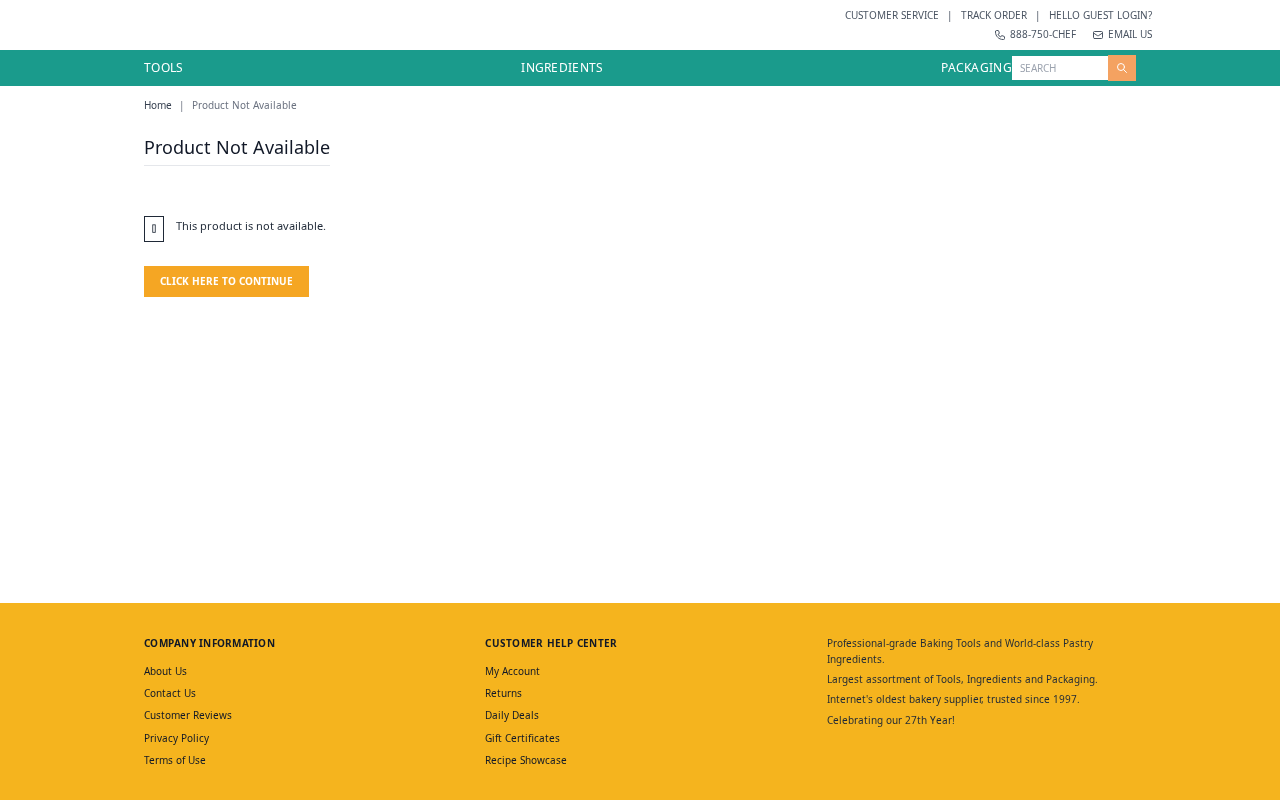 CUSTOMER SERVICE | TRACK ORDER | HELLO GUEST LOGIN?
888-750-CHEF EMAIL US
TOOLS INGREDIENTS PACKAGING SEARCH
Home | Product Not Available
Product Not Available
This product is not available.
CLICK HERE TO CONTINUE
COMPANY INFORMATION
About Us
Contact Us
Customer Reviews
Privacy Policy
Terms of Use
CUSTOMER HELP CENTER
My Account
Returns
Daily Deals
Gift Certificates
Recipe Showcase
Professional-grade Baking Tools and World-class Pastry
Ingredients.
Largest assortment of Tools, Ingredients and Packaging.
Internet's oldest bakery supplier, trusted since 1997.
Celebrating our 27th Year!